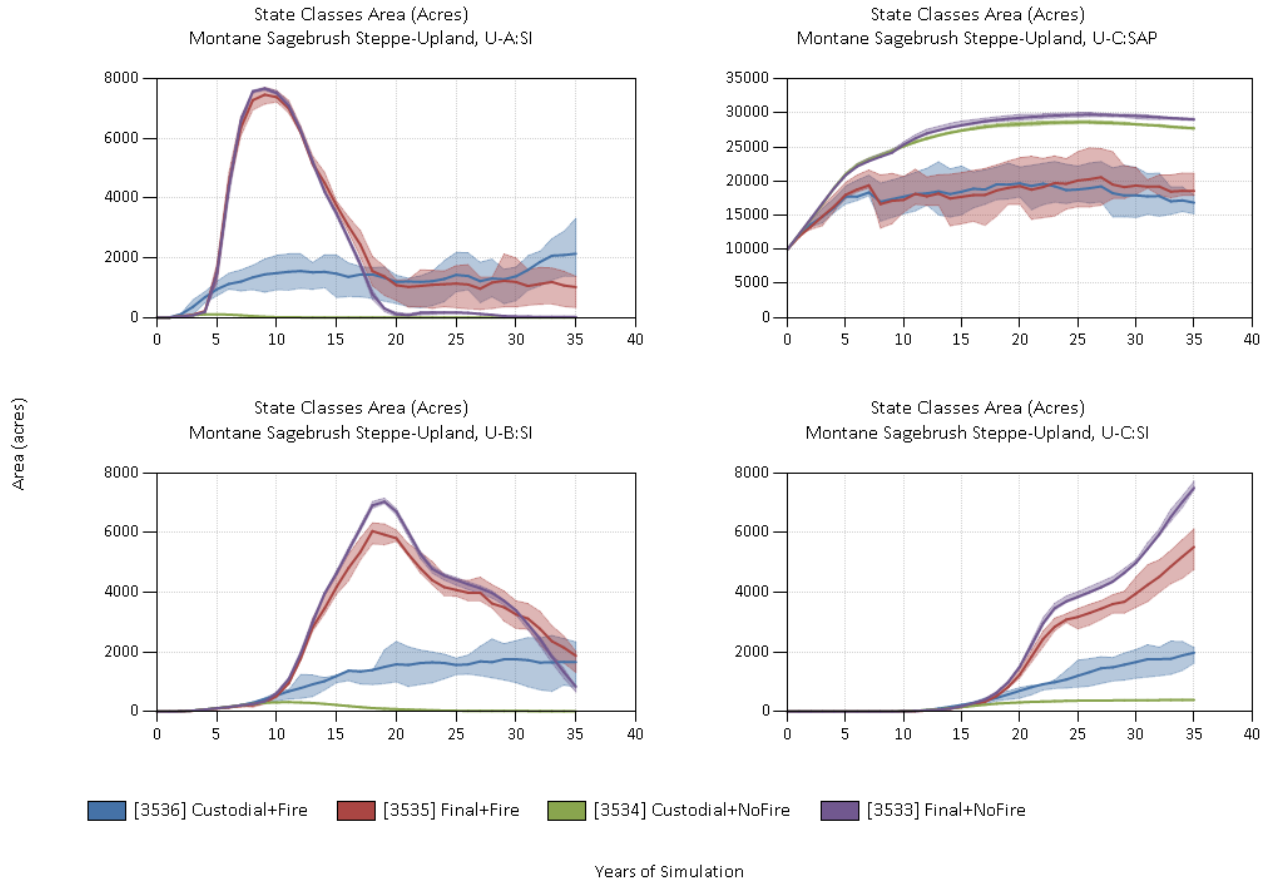 State Classes Area (Acres)
Montane Sagebrush Steppe-Upland, U-A:SI
8000
6000
4000
2000
0
0 5 10 15 20 25 30 35 40
State Classes Area (Acres)
Montane Sagebrush Steppe-Upland, U-C:SAP
35000
30000
25000
20000
15000
10000
5000
0
0 5 10 15 20 25 30 35 40
Area (acres)
State Classes Area (Acres)
Montane Sagebrush Steppe-Upland, U-B:SI
8000
6000
4000
2000
0
0 5 10 15 20 25 30 35 40
State Classes Area (Acres)
Montane Sagebrush Steppe-Upland, U-C:SI
8000
6000
4000
2000
0
0 5 10 15 20 25 30 35 40
[3536] Custodial+Fire [3535] Final+Fire [3534] Custodial+NoFire [3533] Final+NoFire
Years of Simulation